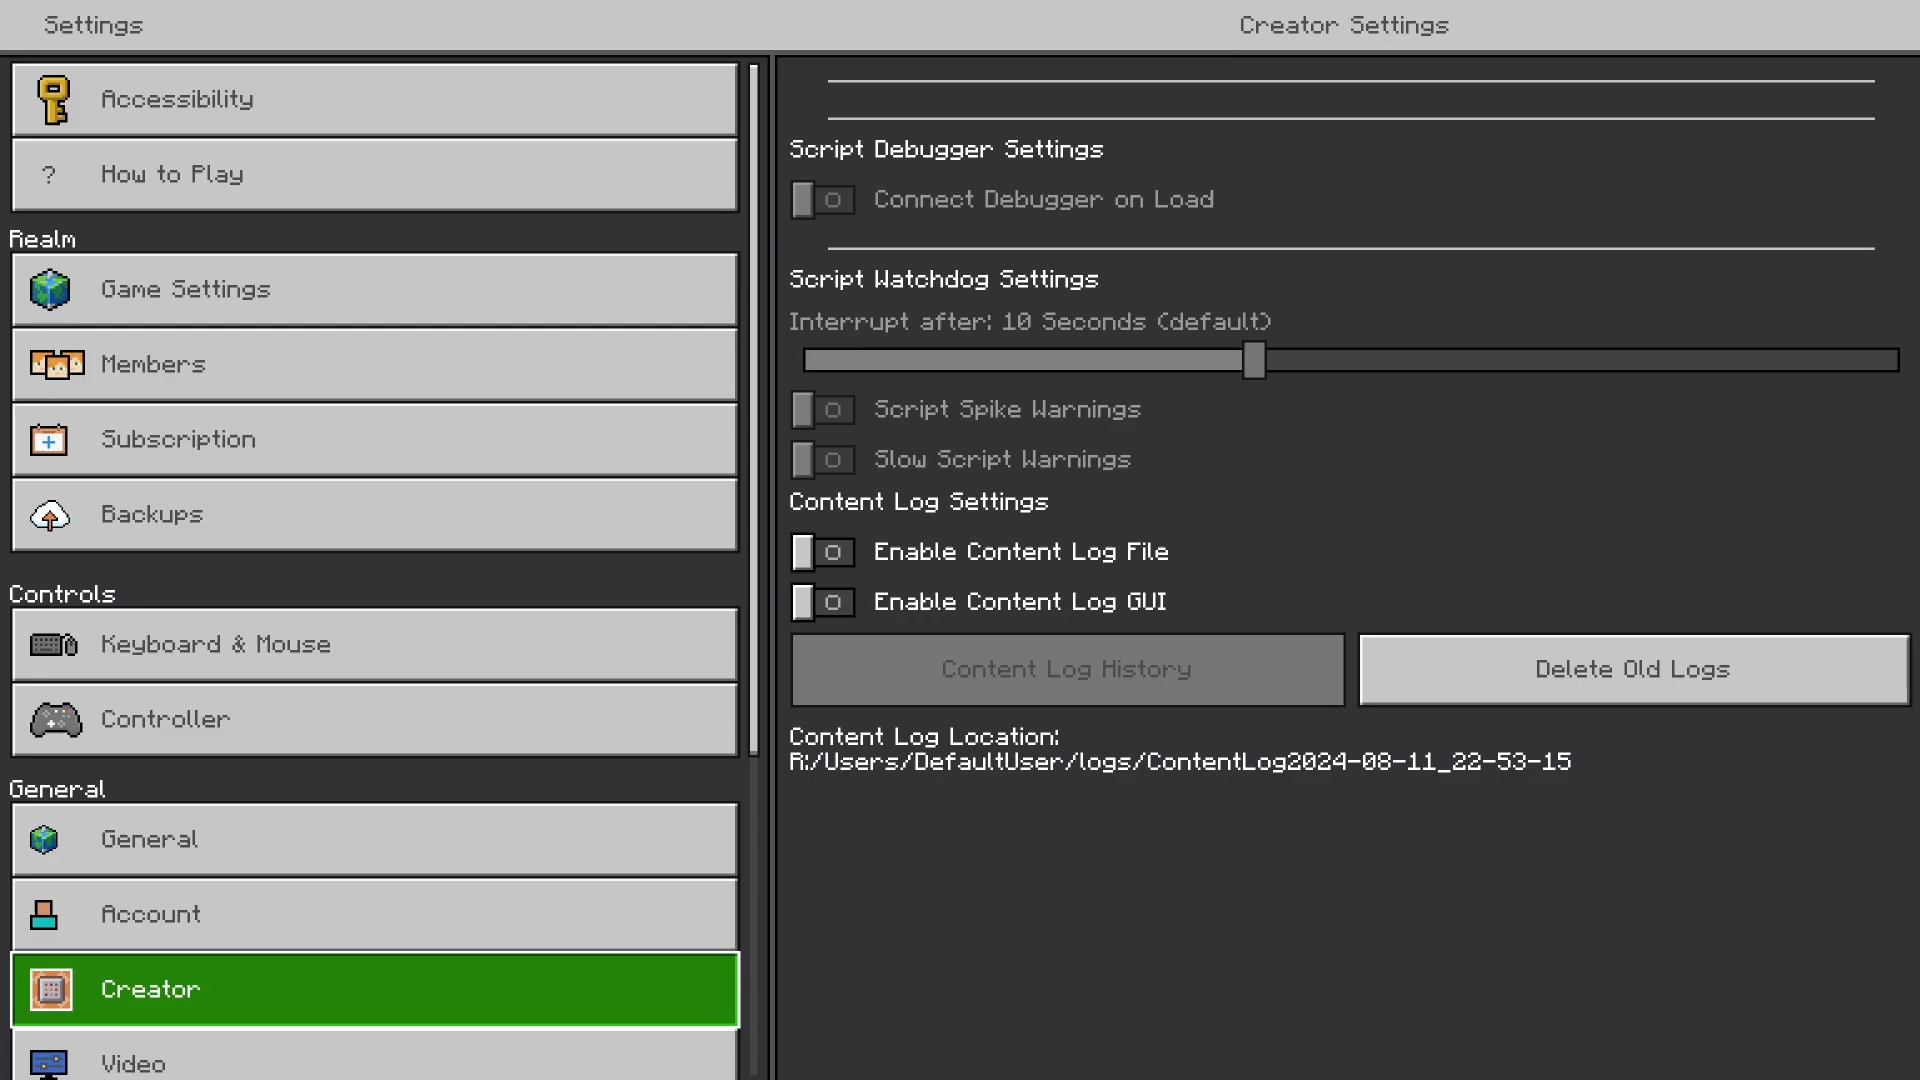 Settings
Creator Settings
Accessibility
? How to Play
Realm
Game Settings
Members
Subscription
Backups
Controls
Keyboard & Mouse
Controller
General
General
Account
Creator
Video
Script Debugger Settings
Connect Debugger on Load
Script Watchdog Settings
Interrupt after: 10 Seconds (default)
Script Spike Warnings
Slow Script Warnings
Content Log Settings
Enable Content Log File
Enable Content Log GUI
Content Log History
Delete Old Logs
Content Log Location:
R:/Users/DefaultUser/logs/ContentLog2024-08-11_22-53-15